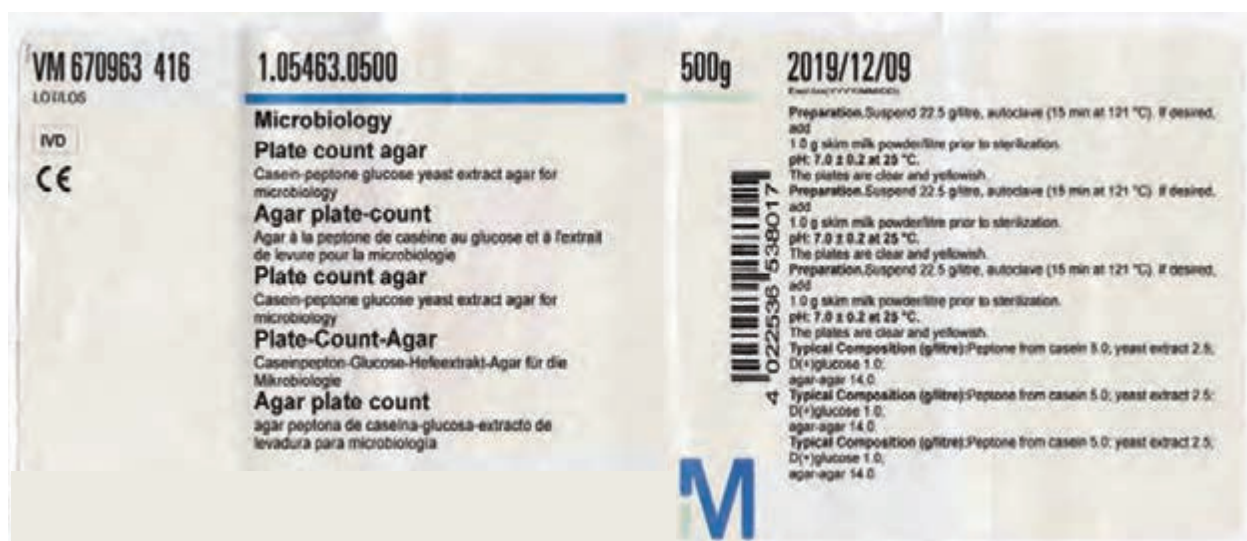 VM 670963 416
LOT/LOS
IVD
CE
1.05463.0500
Microbiology
Plate count agar
Casein-peptone glucose yeast extract agar for
microbiology
Agar plate-count
Agar à la peptone de caséine au glucose et à l'extrait
de levure pour la microbiologie
Plate count agar
Casein-peptone glucose yeast extract agar for
microbiology
Plate-Count-Agar
Caseinpepton-Glucose-Hefeextrakt-Agar für die
Mikrobiologie
Agar plate count
agar peptona de caseína-glucosa-extracto de
levadura para microbiología
500g
4 022536 538017
M
2019/12/09
Preparation.Suspend 22.5 g/litre, autoclave (15 min at 121 °C). If desired,
add
1.0 g skim milk powder/litre prior to sterilization.
pH: 7.0 ± 0.2 at 25 °C.
The plates are clear and yellowish.
Preparation.Suspend 22.5 g/litre, autoclave (15 min at 121 °C). If desired,
add
1.0 g skim milk powder/litre prior to sterilization.
pH: 7.0 ± 0.2 at 25 °C.
The plates are clear and yellowish.
Preparation.Suspend 22.5 g/litre, autoclave (15 min at 121 °C). If desired,
add
1.0 g skim milk powder/litre prior to sterilization.
pH: 7.0 ± 0.2 at 25 °C.
The plates are clear and yellowish.
Typical Composition (g/litre):Peptone from casein 5.0; yeast extract 2.5;
D(+)glucose 1.0;
agar-agar 14.0
Typical Composition (g/litre):Peptone from casein 5.0; yeast extract 2.5;
D(+)glucose 1.0;
agar-agar 14.0
Typical Composition (g/litre):Peptone from casein 5.0; yeast extract 2.5;
D(+)glucose 1.0;
agar-agar 14.0